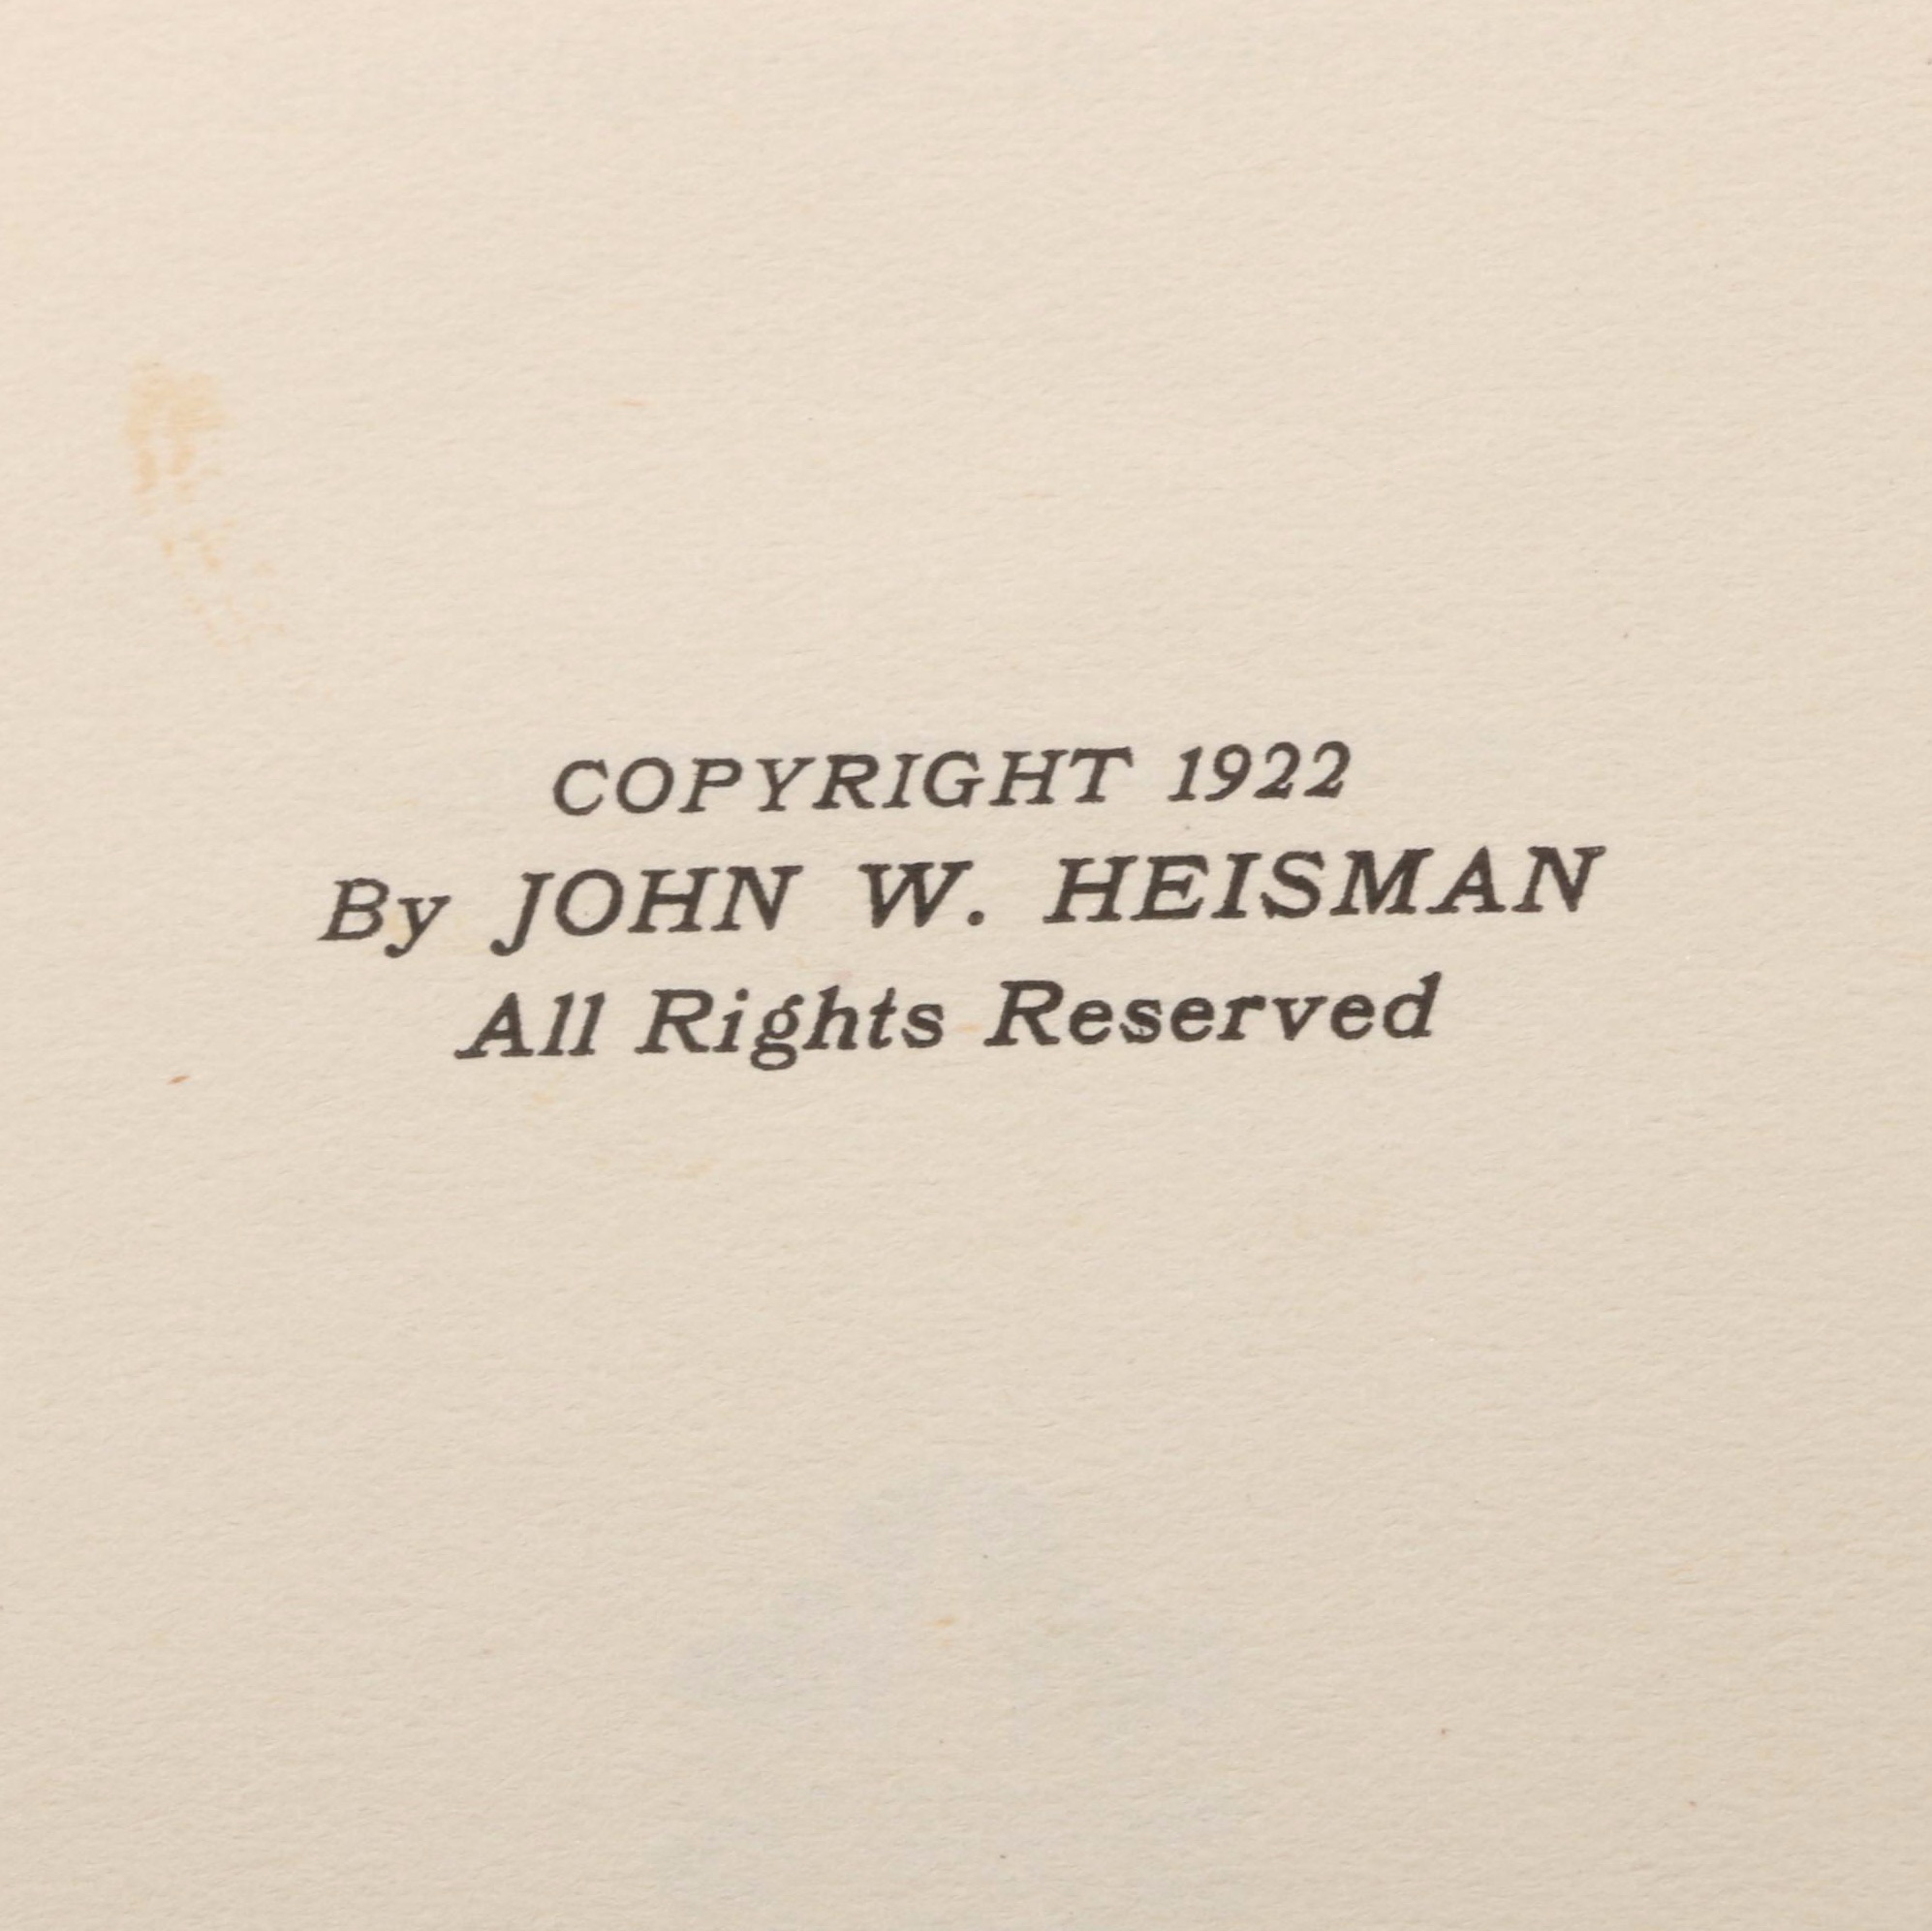 COPYRIGHT 1922
By JOHN W. HEISMAN
All Rights Reserved